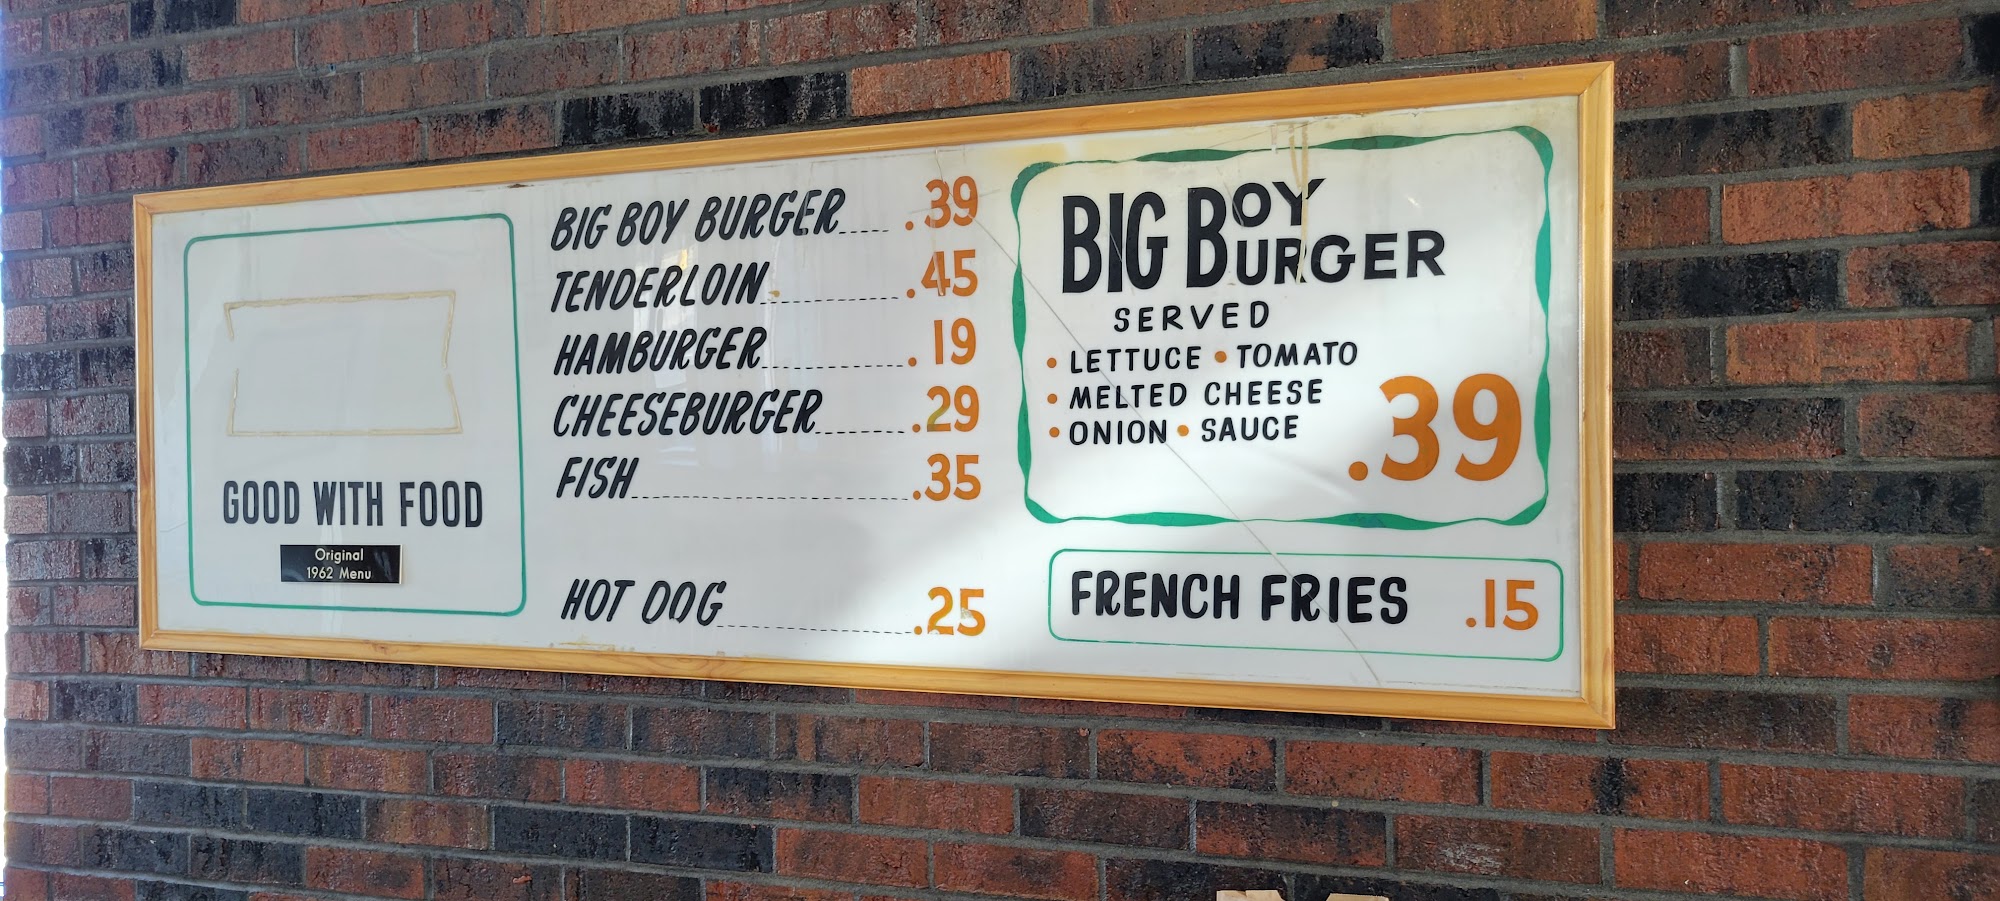 GOOD WITH FOOD
Original
1962 Menu
BIG BOY BURGER .39
TENDERLOIN .45
HAMBURGER .19
CHEESEBURGER .29
FISH .35
HOT DOG .25
BIG BOY BURGER
SERVED
• LETTUCE • TOMATO
• MELTED CHEESE
• ONION • SAUCE
.39
FRENCH FRIES .15